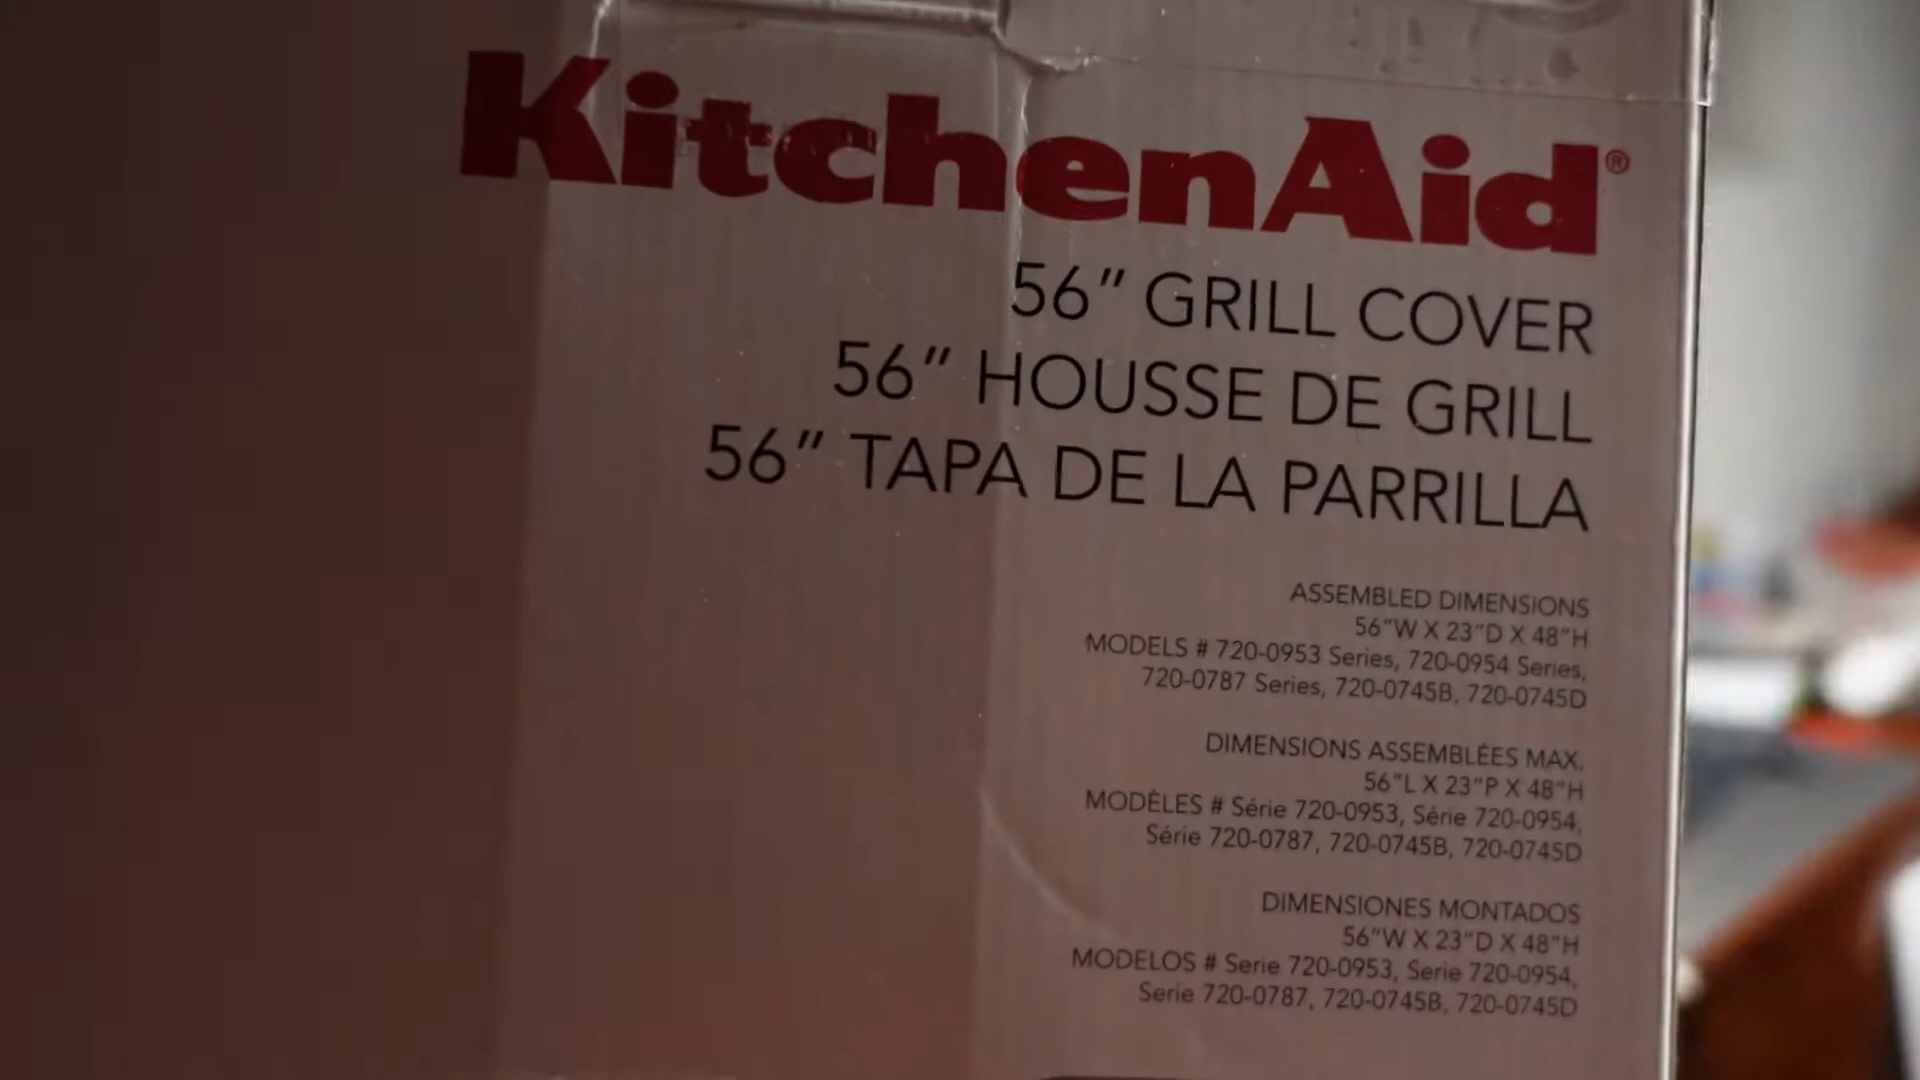 KitchenAid®
56" GRILL COVER
56" HOUSSE DE GRILL
56" TAPA DE LA PARRILLA
ASSEMBLED DIMENSIONS
56"W X 23"D X 48"H
MODELS # 720-0953 Series, 720-0954 Series,
720-0787 Series, 720-0745B, 720-0745D
DIMENSIONS ASSEMBLÉES MAX.
56"L X 23"P X 48"H
MODÈLES # Série 720-0953, Série 720-0954,
Série 720-0787, 720-0745B, 720-0745D
DIMENSIONES MONTADOS
56"W X 23"D X 48"H
MODELOS # Serie 720-0953, Serie 720-0954,
Serie 720-0787, 720-0745B, 720-0745D